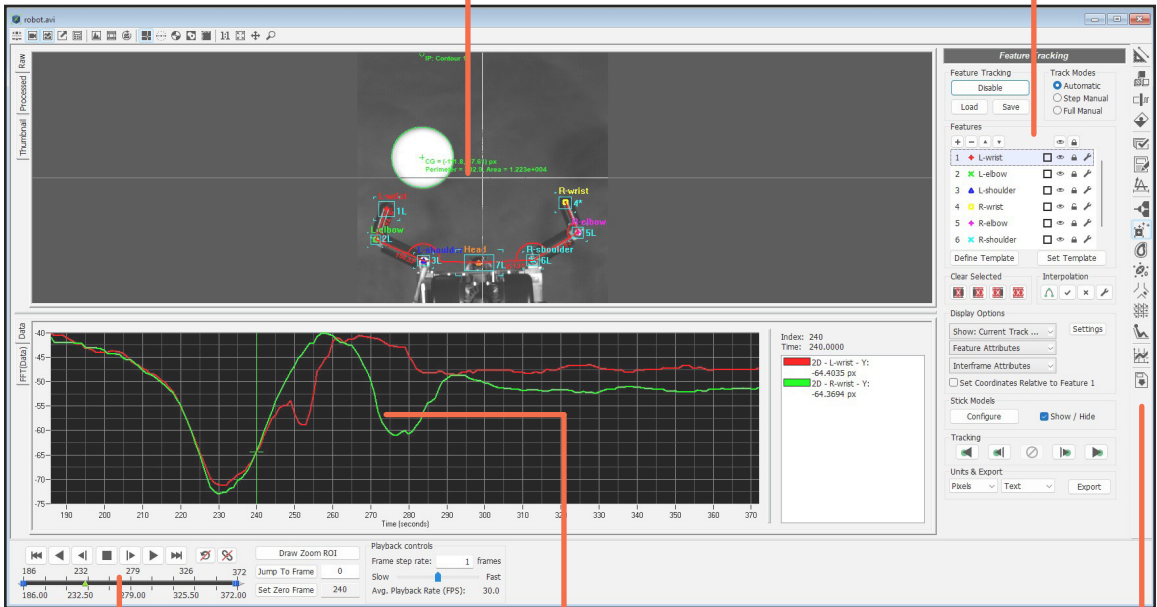 robot.avi
1:1
Raw
Processed
Thumbnail
IP: Contour 1
Perimeter =
Area = 1.223e+004
L-wrist
1L
R-wrist
4*
L-elbow
2L
R-elbow
5L
L-shoulder
3L
Head
7L
R-shoulder
6L
Feature Tracking
Feature Tracking
Track Modes
Disable
Automatic
Step Manual
Load
Save
Full Manual
Features
1 L-wrist
2 L-elbow
3 L-shoulder
4 R-wrist
5 R-elbow
6 R-shoulder
Define Template
Set Template
Clear Selected
Interpolation
Display Options
Show: Current Track ...
Settings
Feature Attributes
Interframe Attributes
Set Coordinates Relative to Feature 1
Stick Models
Configure
Show / Hide
Tracking
Units & Export
Pixels
Text
Export
Data
FFT(Data)
-40
-45
-50
-55
-60
-65
-70
-75
190 200 210 220 230 240 250 260 270 280 290 300 310 320 330 340 350 360 370
Time (seconds)
Index: 240
Time: 240.0000
2D - L-wrist - Y:
-64.4035 px
2D - R-wrist - Y:
-64.3694 px
Draw Zoom ROI
Jump To Frame 0
Set Zero Frame 240
186 232 279 326 372
186.00 232.50 279.00 325.50 372.00
Playback controls
Frame step rate: 1 frames
Slow Fast
Avg. Playback Rate (FPS): 30.0